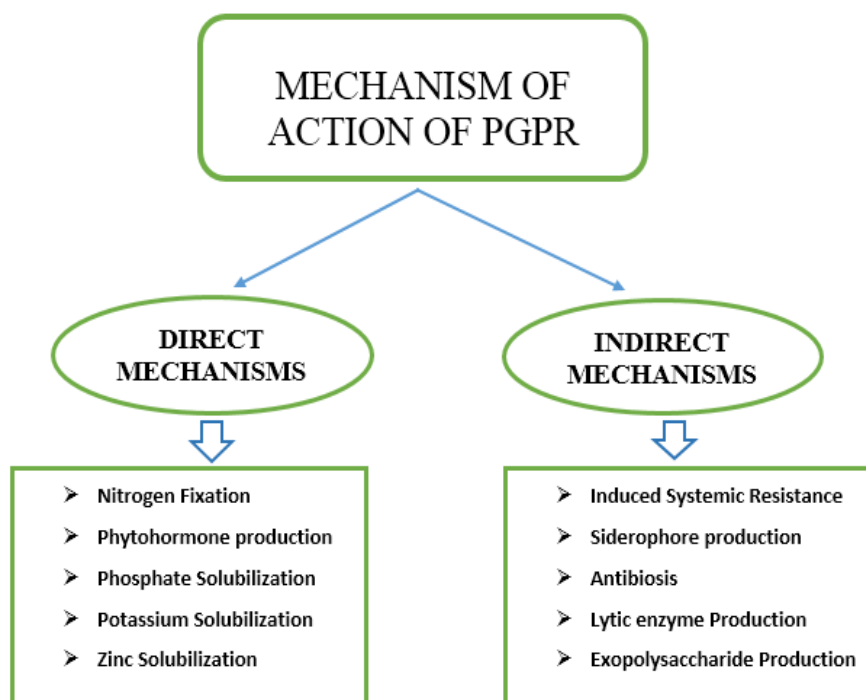 MECHANISM OF
ACTION OF PGPR
DIRECT
MECHANISMS
INDIRECT
MECHANISMS
➤ Nitrogen Fixation
➤ Phytohormone production
➤ Phosphate Solubilization
➤ Potassium Solubilization
➤ Zinc Solubilization
➤ Induced Systemic Resistance
➤ Siderophore production
➤ Antibiosis
➤ Lytic enzyme Production
➤ Exopolysaccharide Production